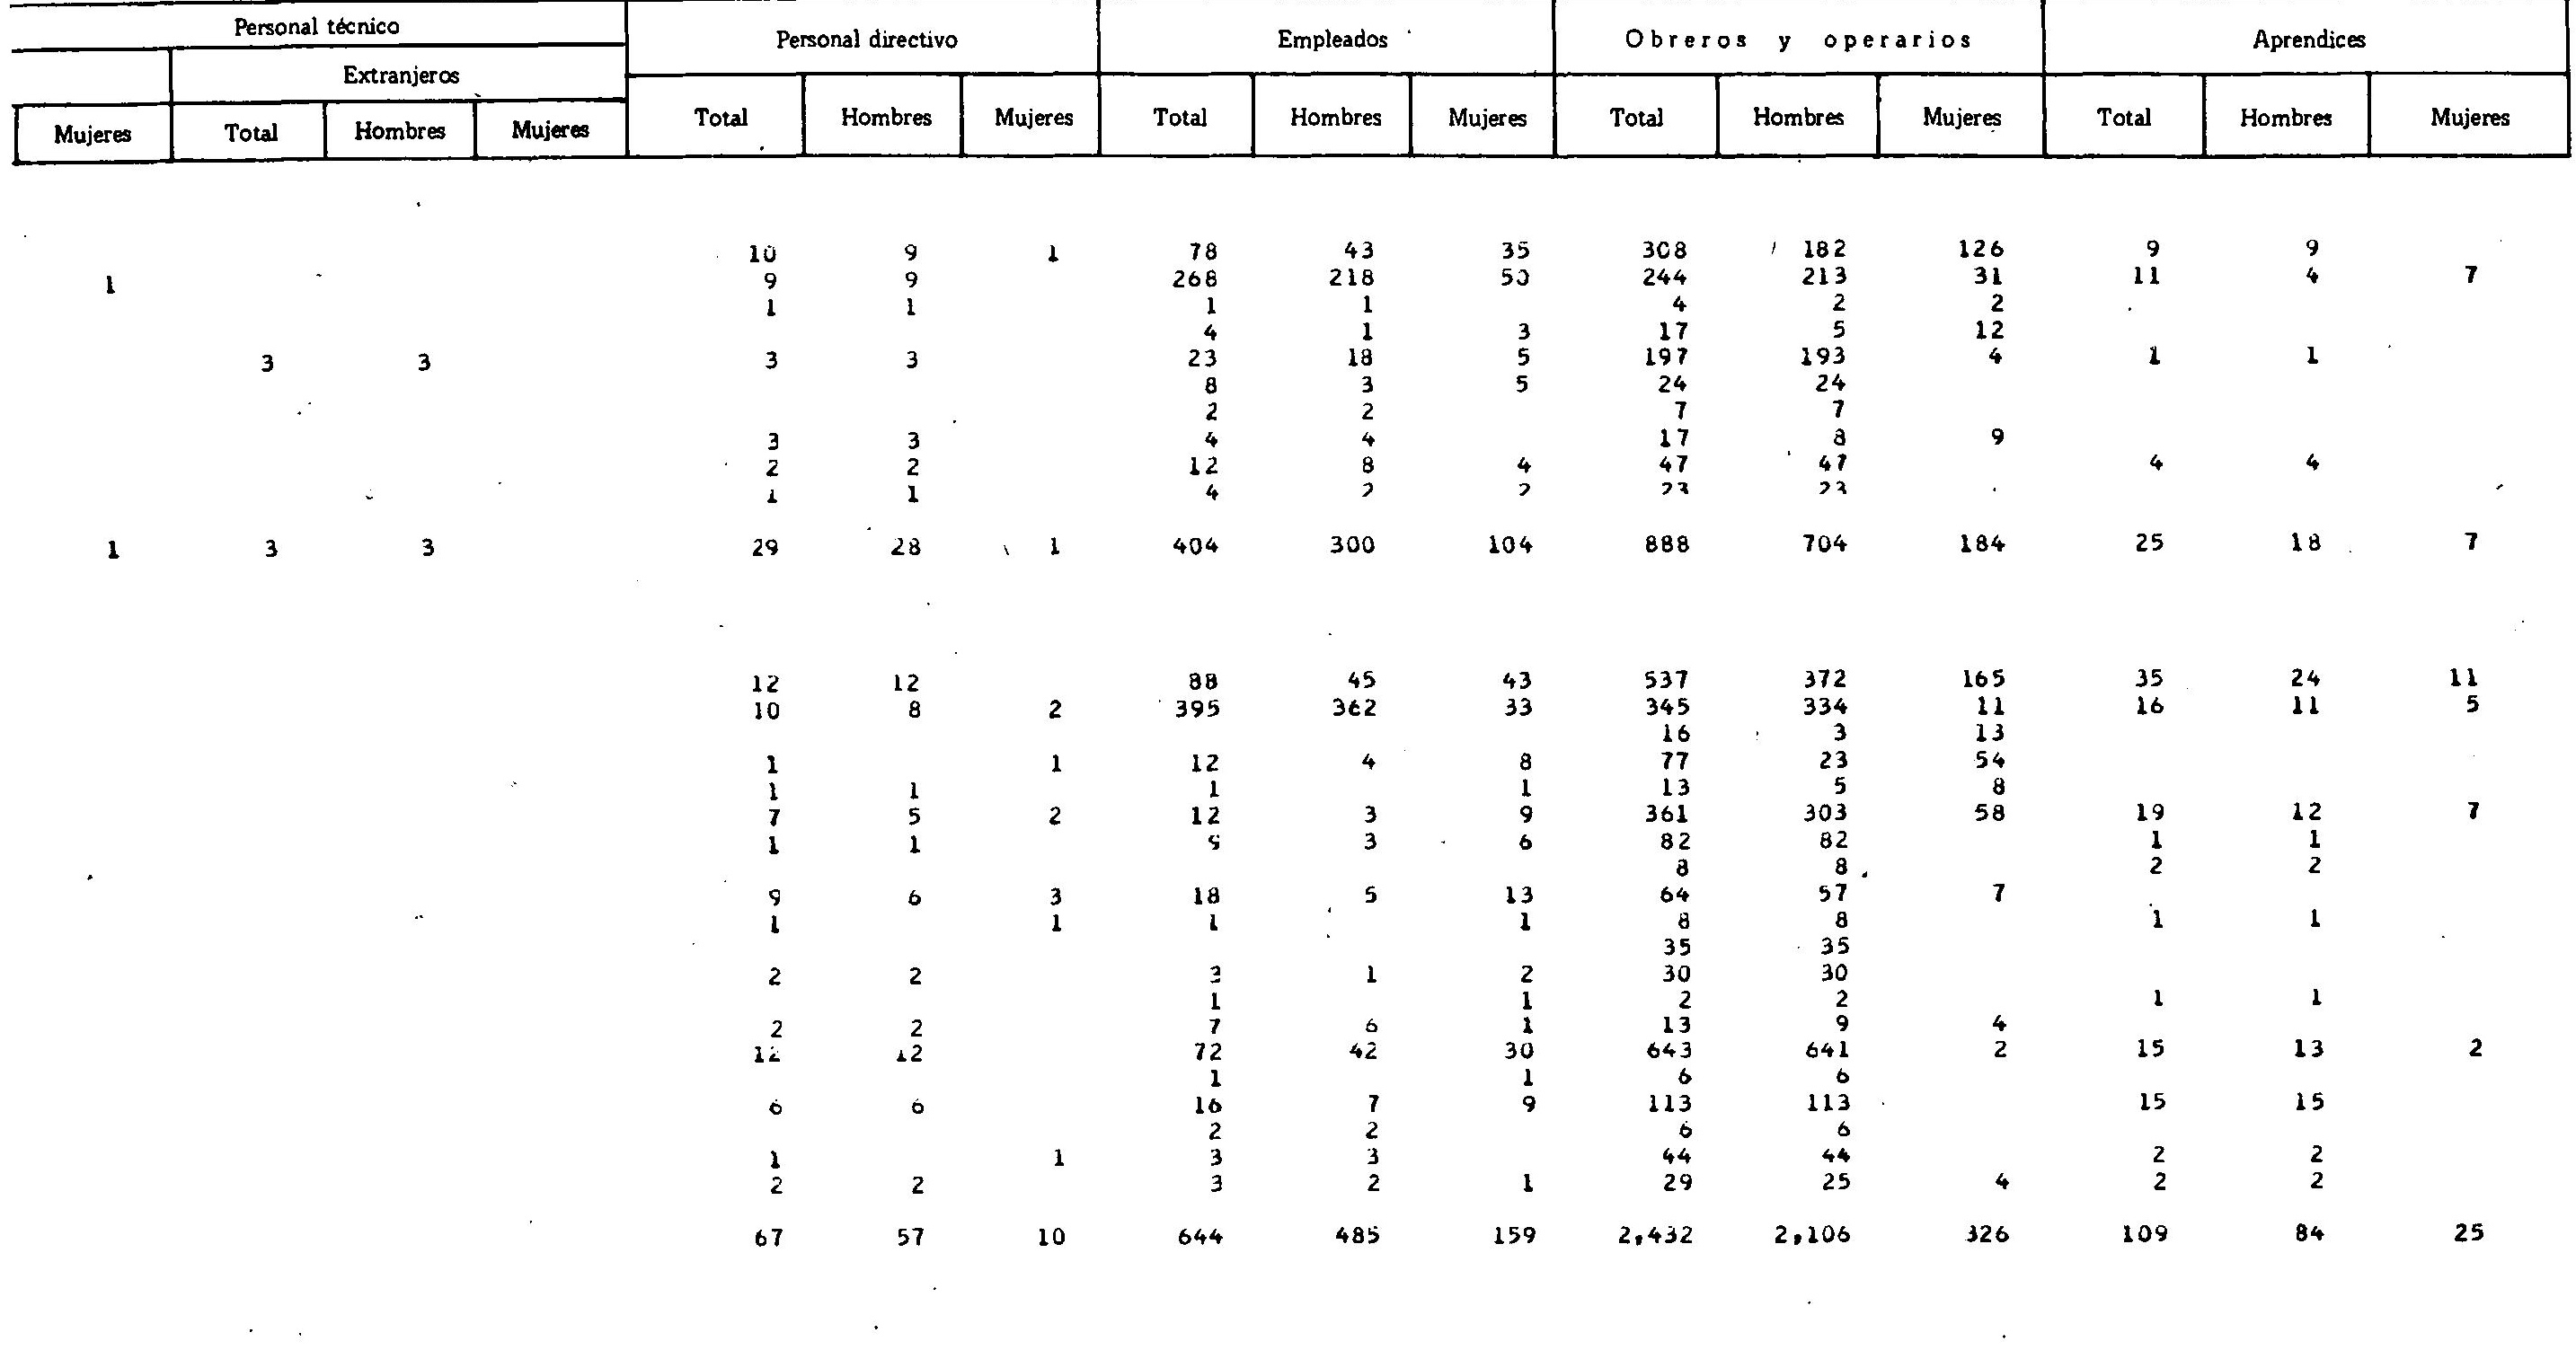 Personal técnico Personal directivo Empleados Obreros y operarios Aprendices
Extranjeros
Mujeres Total Hombres Mujeres Total Hombres Mujeres Total Hombres Mujeres Total Hombres Mujeres Total Hombres Mujeres
10 9 1 78 43 35 308 182 126 9 9
1 9 9 268 218 50 244 213 31 11 4 7
1 1 1 1 4 2 2
4 1 3 17 5 12
3 3 3 3 23 18 5 197 193 4 1 1
8 3 5 24 24
2 2 7 7
3 3 4 4 17 8 9
2 2 12 8 4 47 47 4 4
1 1 4 2 2 23 23
1 3 3 29 28 1 404 300 104 888 704 184 25 18 7
12 12 88 45 43 537 372 165 35 24 11
10 8 2 395 362 33 345 334 11 16 11 5
16 3 13
1 1 12 4 8 77 23 54
1 1 1 1 13 5 8
7 5 2 12 3 9 361 303 58 19 12 7
1 1 9 3 6 82 82 1 1
8 8 2 2
9 6 3 18 5 13 64 57 7
1 1 1 1 8 8 1 1
35 35
2 2 3 1 2 30 30
1 1 2 2 1 1
2 2 7 6 1 13 9 4
12 12 72 42 30 643 641 2 15 13 2
1 1 6 6
6 6 16 7 9 113 113 15 15
2 2 6 6
1 1 3 3 44 44 2 2
2 2 3 2 1 29 25 4 2 2
67 57 10 644 485 159 2,432 2,106 326 109 84 25